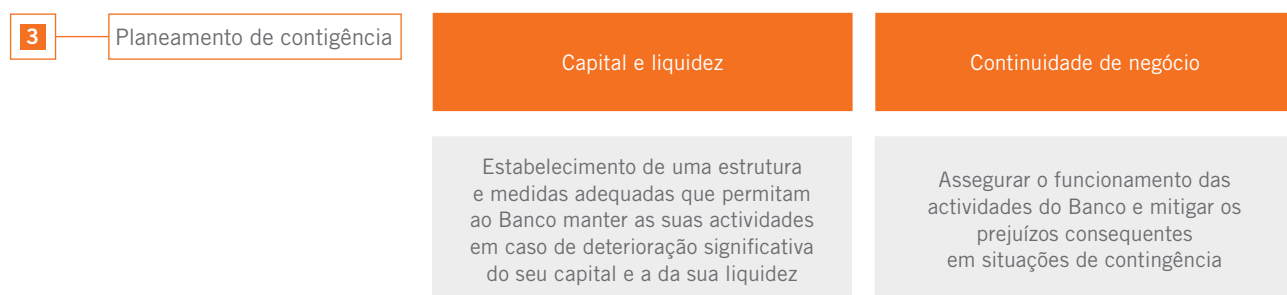 3
Planeamento de contigência
Capital e liquidez
Continuidade de negócio
Estabelecimento de uma estrutura
e medidas adequadas que permitam
ao Banco manter as suas actividades
em caso de deterioração significativa
do seu capital e a da sua liquidez
Assegurar o funcionamento das
actividades do Banco e mitigar os
prejuízos consequentes
em situações de contingência